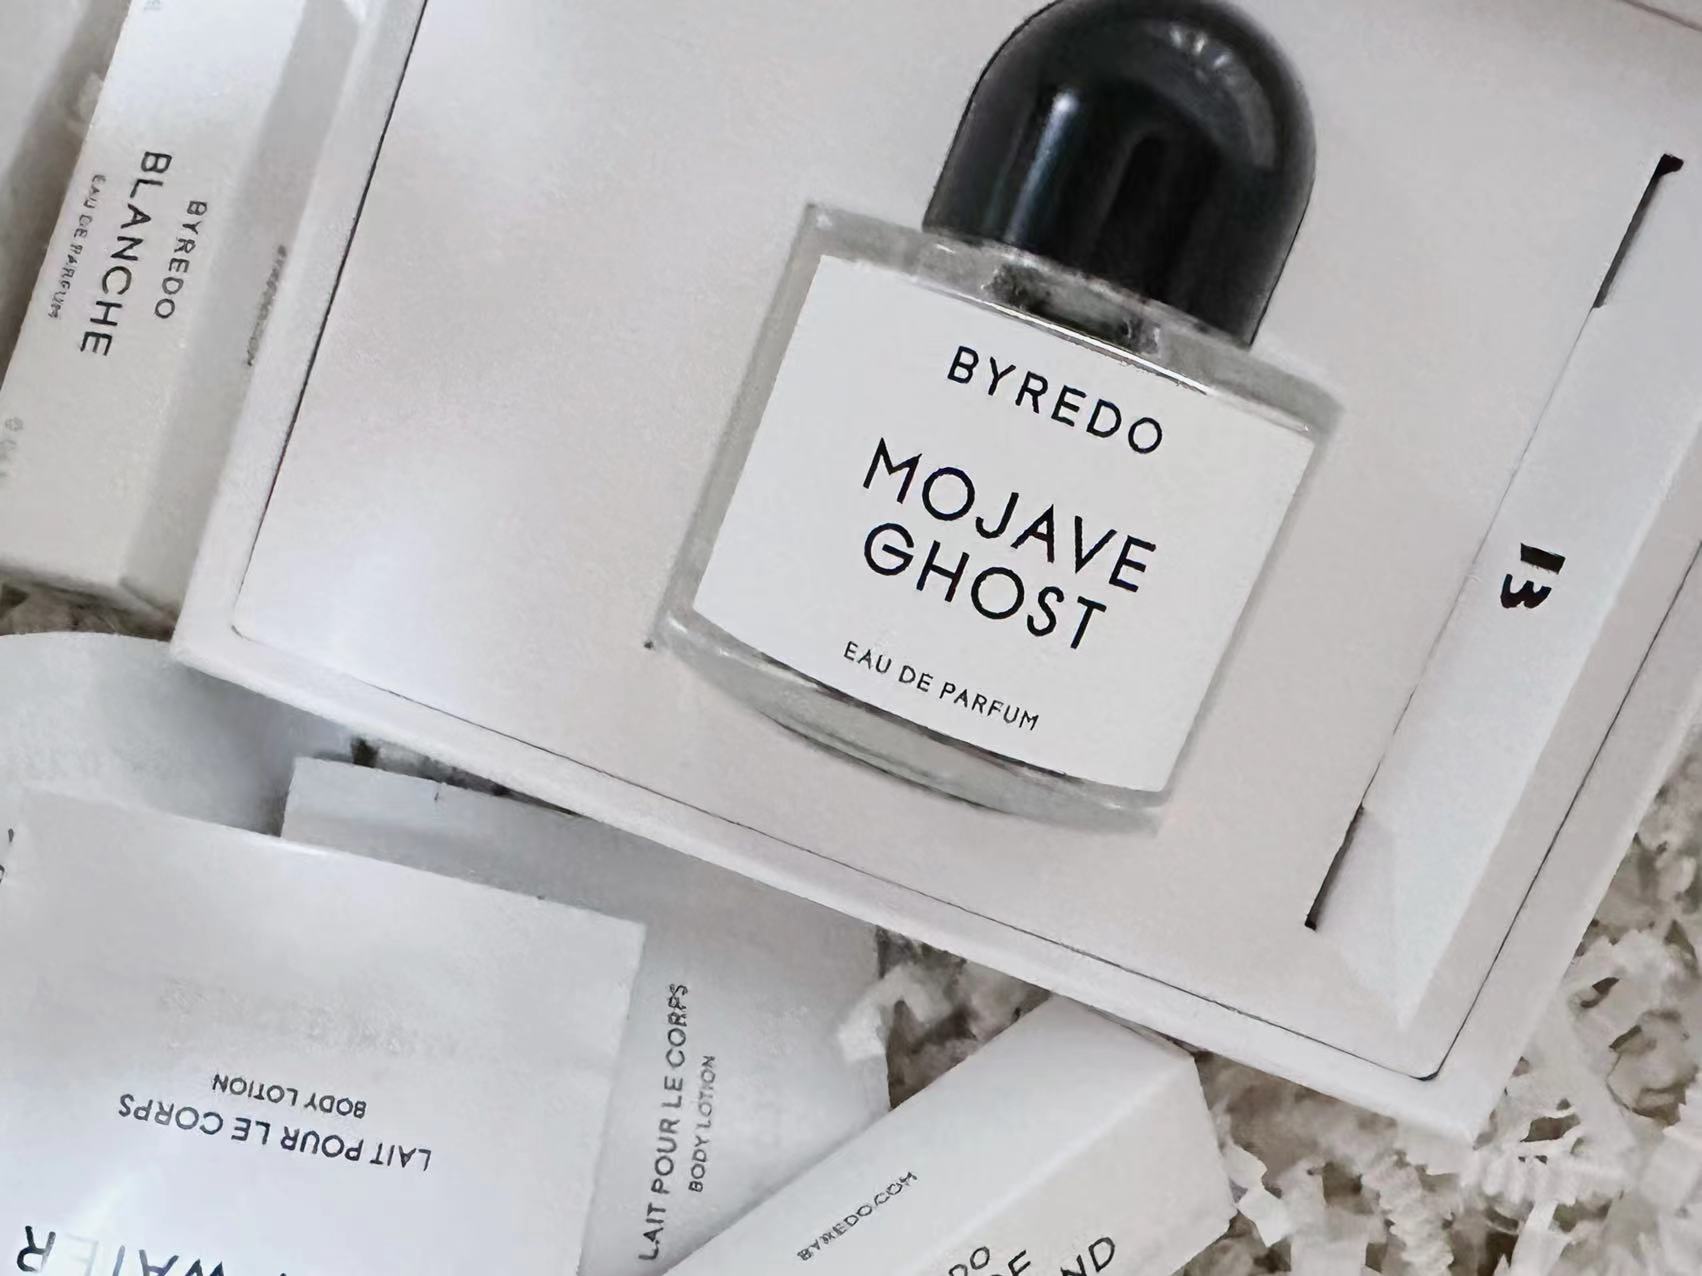 BYREDO
BLANCHE
EAU DE PARFUM
BYREDO
MOJAVE
GHOST
EAU DE PARFUM
LAIT POUR LE CORPS
BODY LOTION
LAIT POUR LE CORPS
BODY LOTION
BYREDO.COM